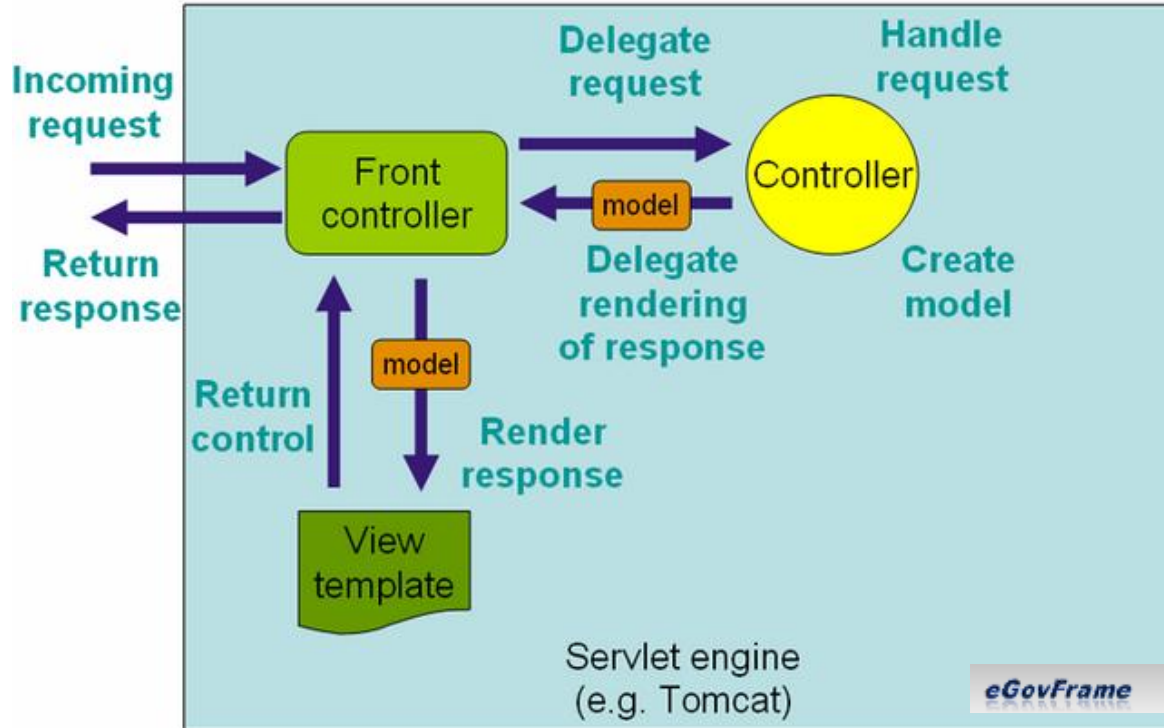 Incoming
request
Return
response
Front
controller
Delegate
request
Handle
request
Controller
model
Delegate
rendering
of response
Create
model
Return
control
model
Render
response
View
template
Servlet engine
(e.g. Tomcat)
eGovFrame